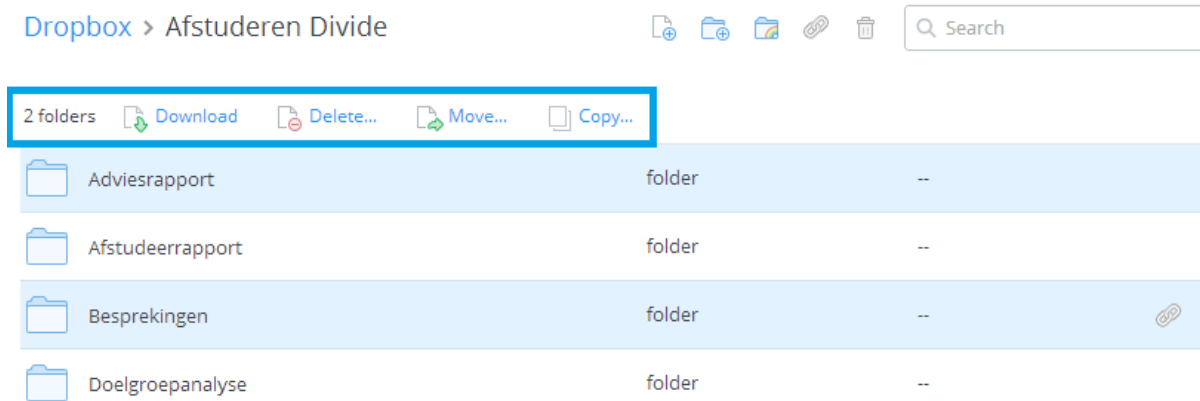 Dropbox > Afstuderen Divide Search
2 folders Download Delete... Move... Copy...
Adviesrapport folder --
Afstudeerrapport folder --
Besprekingen folder --
Doelgroepanalyse folder --